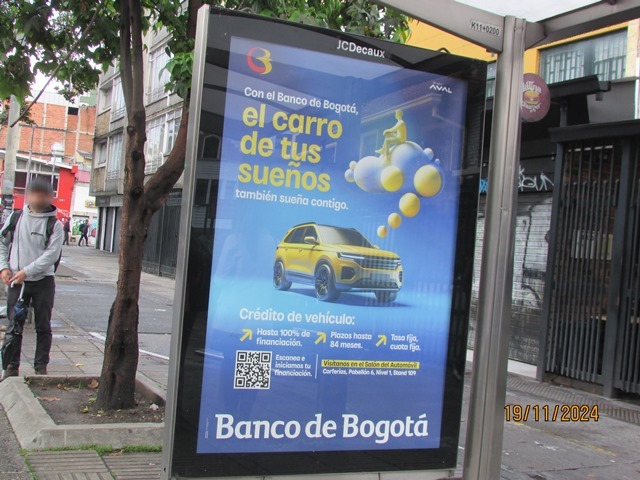 K11+0200
JCDecaux
AVAL
Con el Banco de Bogotá,
el carro
de tus
sueños
también sueña contigo.
Crédito de vehículo:
Hasta 100% de
financiación.
Plazos hasta
84 meses.
Tasa fija,
cuota fija.
Escanea e
iniciamos tu
financiación.
Visítanos en el Salón del Automóvil
Corferias, Pabellón 6, Nivel 1, Stand 109
Banco de Bogotá
19/11/2024